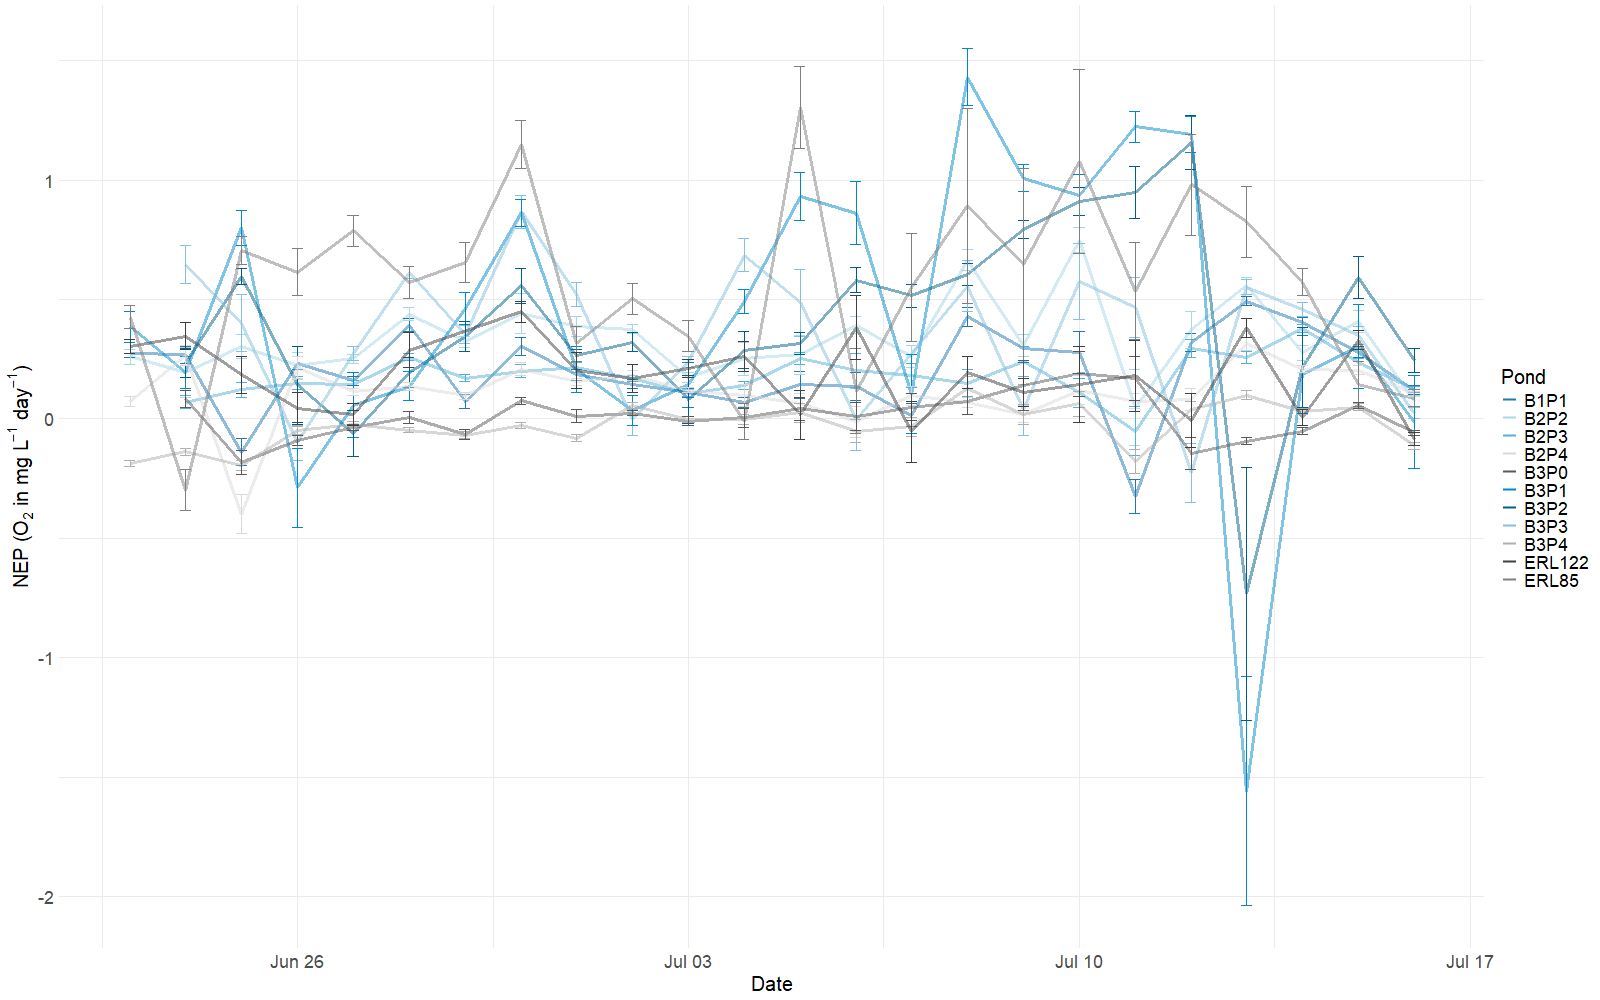 1
0
-1
-2
NEP (O₂ in mg L⁻¹ day⁻¹)
Jun 26
Jul 03
Jul 10
Jul 17
Date
Pond
B1P1
B2P2
B2P3
B2P4
B3P0
B3P1
B3P2
B3P3
B3P4
ERL122
ERL85